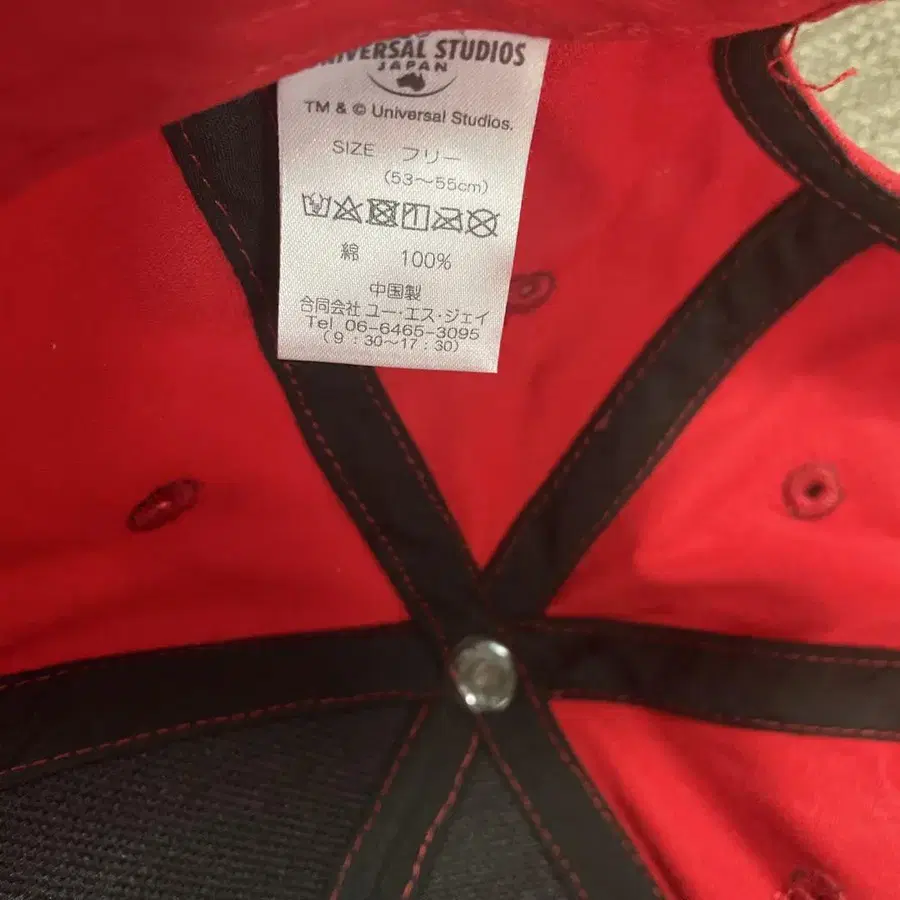 UNIVERSAL STUDIOS
JAPAN
TM & © Universal Studios.
SIZE フリー
(53〜55cm)
綿 100%
中国製
合同会社 ユー・エス・ジェイ
Tel 06-6465-3095
(9:30〜17:30)